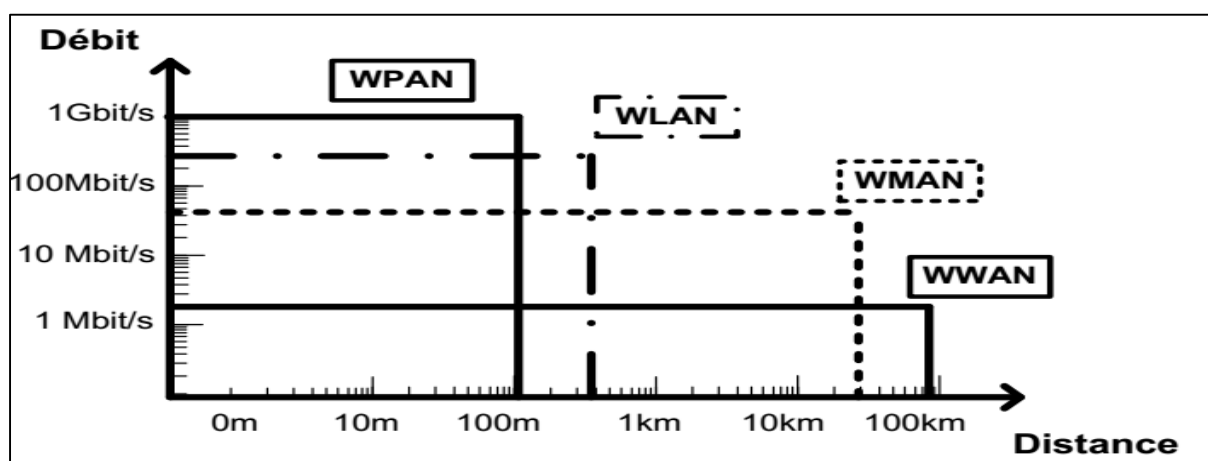 Débit
WPAN
1Gbit/s
WLAN
100Mbit/s
WMAN
10 Mbit/s
WWAN
1 Mbit/s
0m 10m 100m 1km 10km 100km
Distance